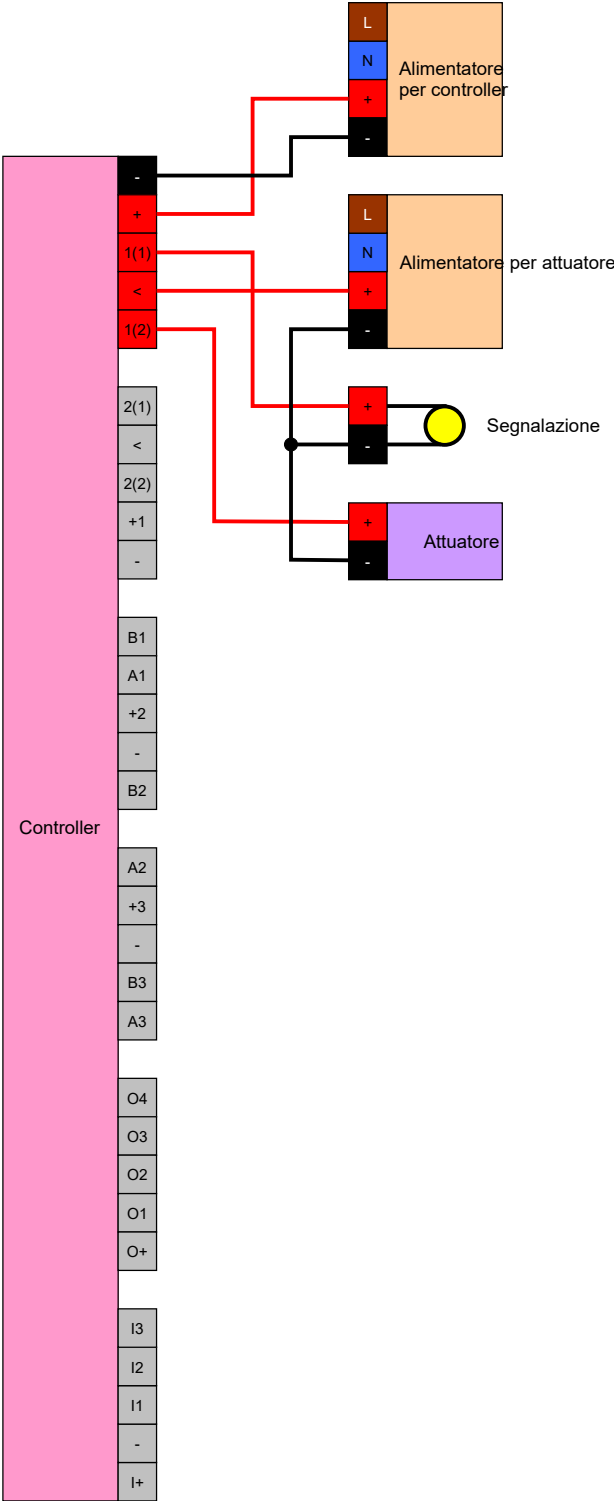 L
N
+
-
Alimentatore
per controller
-
+
1(1)
<
1(2)
L
N
+
-
Alimentatore per attuatore
2(1)
<
2(2)
+1
-
+
-
Segnalazione
+
-
Attuatore
B1
A1
+2
-
B2
Controller
A2
+3
-
B3
A3
O4
O3
O2
O1
O+
I3
I2
I1
-
I+